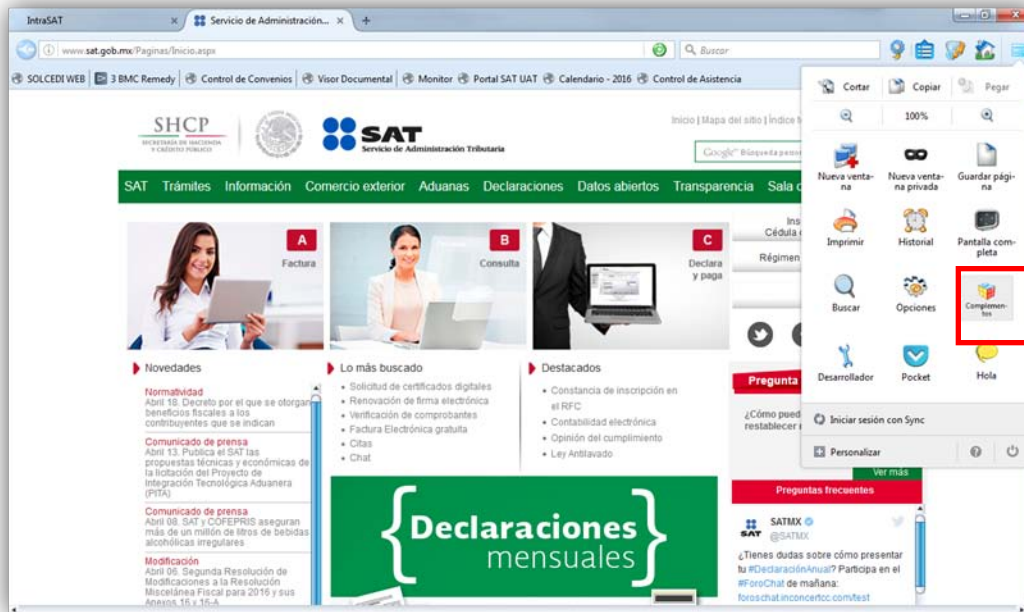 IntraSAT
Servicio de Administración...
www.sat.gob.mx/Paginas/Inicio.aspx
Buscar
SOLCEDI WEB
3 BMC Remedy
Control de Convenios
Visor Documental
Monitor
Portal SAT UAT
Calendario - 2016
Control de Asistencia
Cortar
Copiar
Pegar
100%
Nueva venta-
na
Nueva venta-
na privada
Guardar pági-
na
Imprimir
Historial
Pantalla com-
pleta
Buscar
Opciones
Complemen-
tos
Desarrollador
Pocket
Hola
Iniciar sesión con Sync
Personalizar
SHCP
SECRETARÍA DE HACIENDA
Y CRÉDITO PÚBLICO
SAT
Servicio de Administración Tributaria
Inicio | Mapa del sitio | Índice
Google™ Búsqueda
SAT Trámites Información Comercio exterior Aduanas Declaraciones Datos abiertos Transparencia Sala
A
Factura
B
Consulta
C
Declara
y paga
Ins
Cédula
Régimen
Novedades
Normatividad
Abril 18. Decreto por el que se otorgan
beneficios fiscales a los
contribuyentes que se indican
Comunicado de prensa
Abril 13. Publica el SAT las
propuestas técnicas y económicas de
la licitación del Proyecto de
Integración Tecnológica Aduanera
(PITA)
Comunicado de prensa
Abril 08. SAT y COFEPRIS aseguran
más de un millón de litros de bebidas
alcohólicas irregulares
Modificación
Abril 06. Segunda Resolución de
Modificaciones a la Resolución
Miscelánea Fiscal para 2016 y sus
Anexos 16 y 16-A
Lo más buscado
Solicitud de certificados digitales
Renovación de firma electrónica
Verificación de comprobantes
Factura Electrónica gratuita
Citas
Chat
Destacados
Constancia de inscripción en
el RFC
Contabilidad electrónica
Opinión del cumplimiento
Ley Antilavado
{Declaraciones}
mensuales
Pregunta
¿Cómo pued
restablecer
Ver más
Preguntas frecuentes
SAT
SATMX
@SATMX
¿Tienes dudas sobre cómo presentar
tu #DeclaraciónAnual? Participa en el
#ForoChat de mañana:
foroschat.inconcertcc.com/test